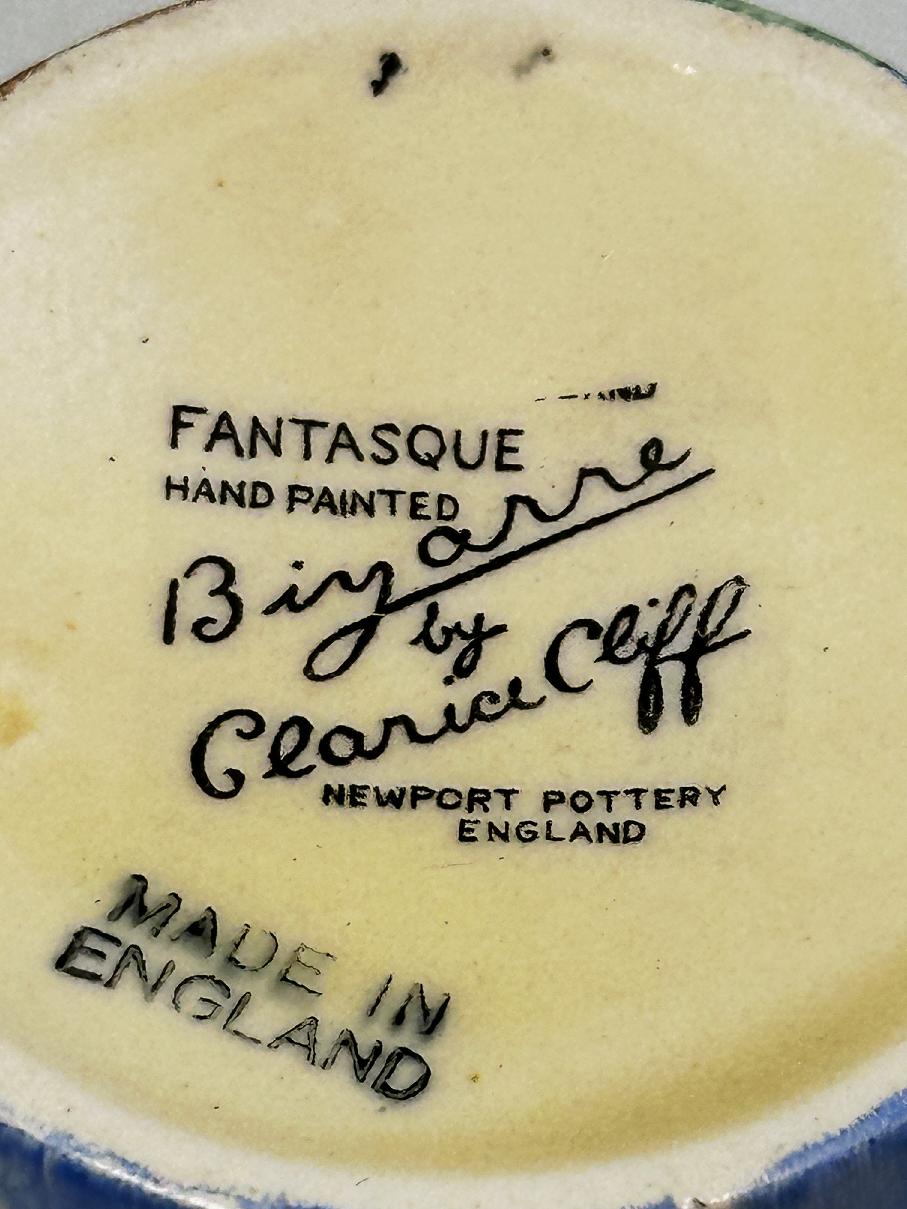 FANTASQUE
HAND PAINTED
Bizarre
by
Clarice Cliff
NEWPORT POTTERY
ENGLAND
MADE IN
ENGLAND